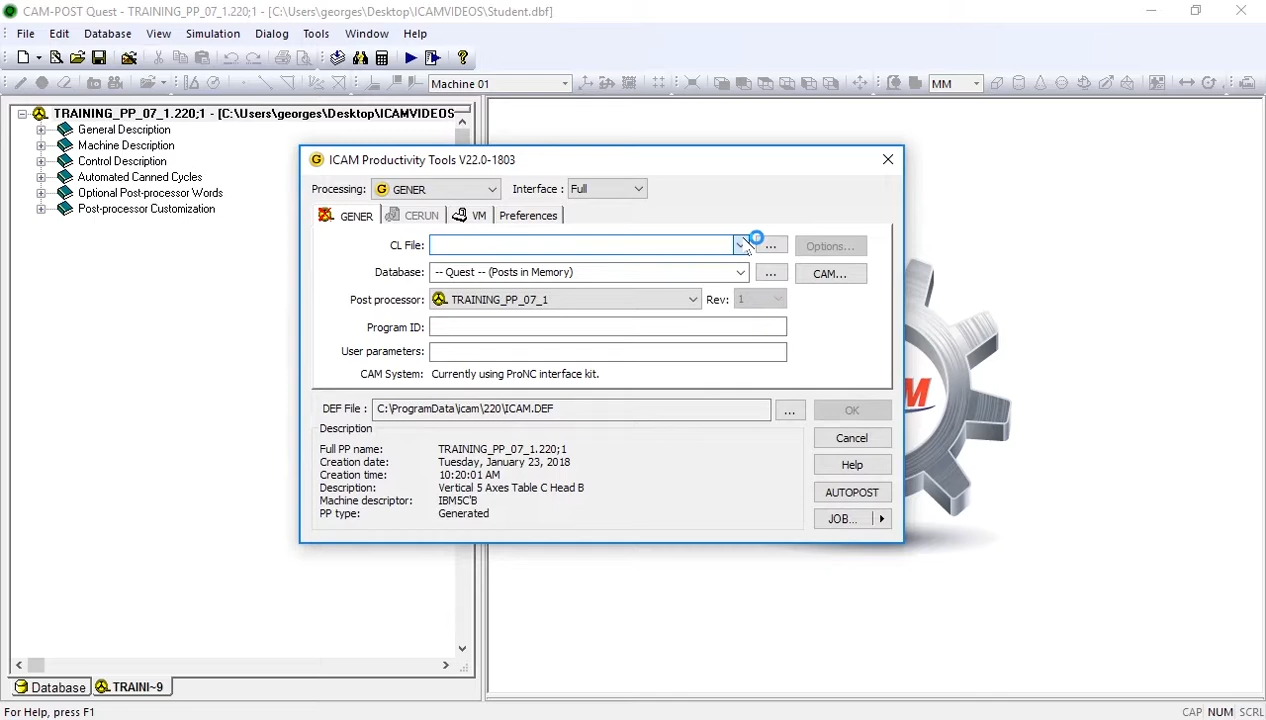 CAM-POST Quest - TRAINING_PP_07_1.220;1 - [C:\Users\georges\Desktop\ICAMVIDEOS\Student.dbf]
File Edit Database View Simulation Dialog Tools Window Help
Machine 01
MM
TRAINING_PP_07_1.220;1 - [C:\Users\georges\Desktop\ICAMVIDEOS
General Description
Machine Description
Control Description
Automated Canned Cycles
Optional Post-processor Words
Post-processor Customization
ICAM Productivity Tools V22.0-1803
Processing: GENER Interface: Full
GENER CERUN VM Preferences
CL File: ... Options...
Database: -- Quest -- (Posts in Memory) ... CAM...
Post processor: TRAINING_PP_07_1 Rev: 1
Program ID:
User parameters:
CAM System: Currently using ProNC interface kit.
DEF File : C:\ProgramData\icam\220\ICAM.DEF ... OK
Description
Cancel
Full PP name: TRAINING_PP_07_1.220;1
Creation date: Tuesday, January 23, 2018
Help
Creation time: 10:20:01 AM
Description: Vertical 5 Axes Table C Head B
AUTOPOST
Machine descriptor: IBM5C'B
PP type: Generated
JOB...
M
Database TRAINI~9
For Help, press F1 CAP NUM SCRL